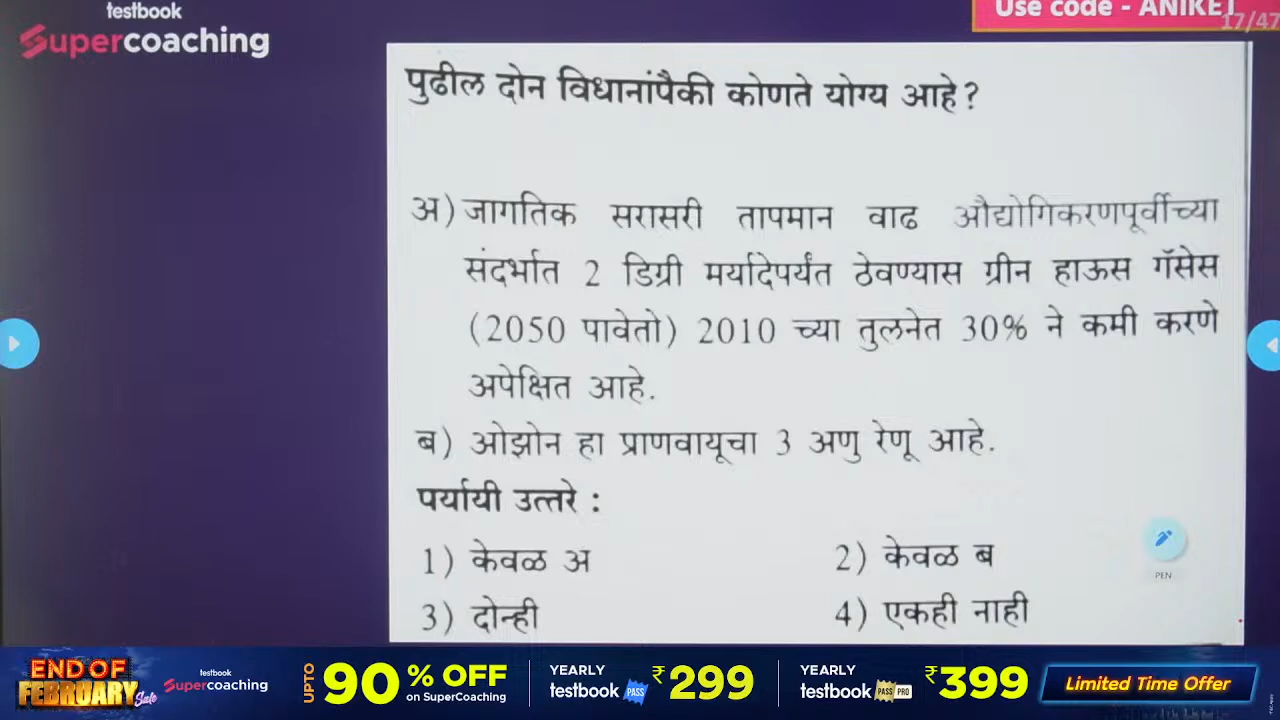 testbook
Supercoaching
Use code - ANIKET
17/47
पुढील दोन विधानांपैकी कोणते योग्य आहे?
अ) जागतिक सरासरी तापमान वाढ औद्योगिकरणपूर्वीच्या
संदर्भात 2 डिग्री मर्यादेपर्यंत ठेवण्यास ग्रीन हाऊस गॅसेस
(2050 पावेतो) 2010 च्या तुलनेत 30% ने कमी करणे
अपेक्षित आहे.
ब) ओझोन हा प्राणवायूचा 3 अणु रेणू आहे.
पर्यायी उत्तरे :
1) केवळ अ 2) केवळ ब
3) दोन्ही 4) एकही नाही
PEN
END OF FEBRUARY Sale
testbook
Supercoaching
UPTO 90% OFF
on SuperCoaching
YEARLY
testbook PASS ₹299
YEARLY
testbook PASS PRO ₹399
Limited Time Offer